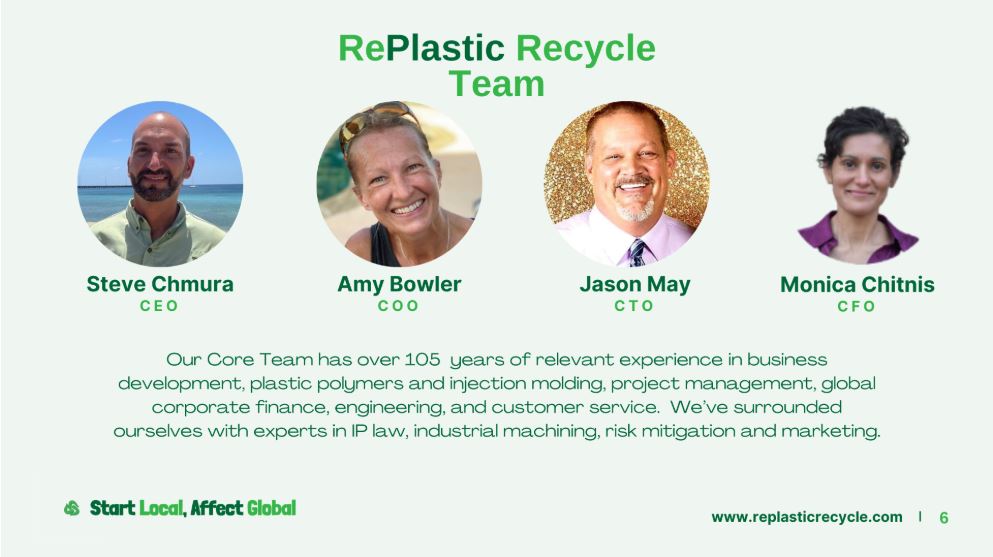 RePlastic Recycle
Team
Steve Chmura
CEO
Amy Bowler
COO
Jason May
CTO
Monica Chitnis
CFO
Our Core Team has over 105  years of relevant experience in business
development, plastic polymers and injection molding, project management, global
corporate finance, engineering, and customer service.  We've surrounded
ourselves with experts in IP law, industrial machining, risk mitigation and marketing.
Start Local, Affect Global
www.replasticrecycle.com | 6